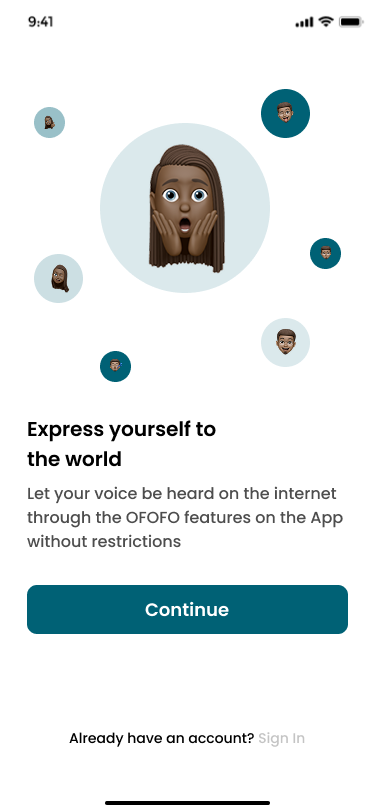 9:41
Express yourself to
the world
Let your voice be heard on the internet
through the OFOFO features on the App
without restrictions
Continue
Already have an account? Sign In